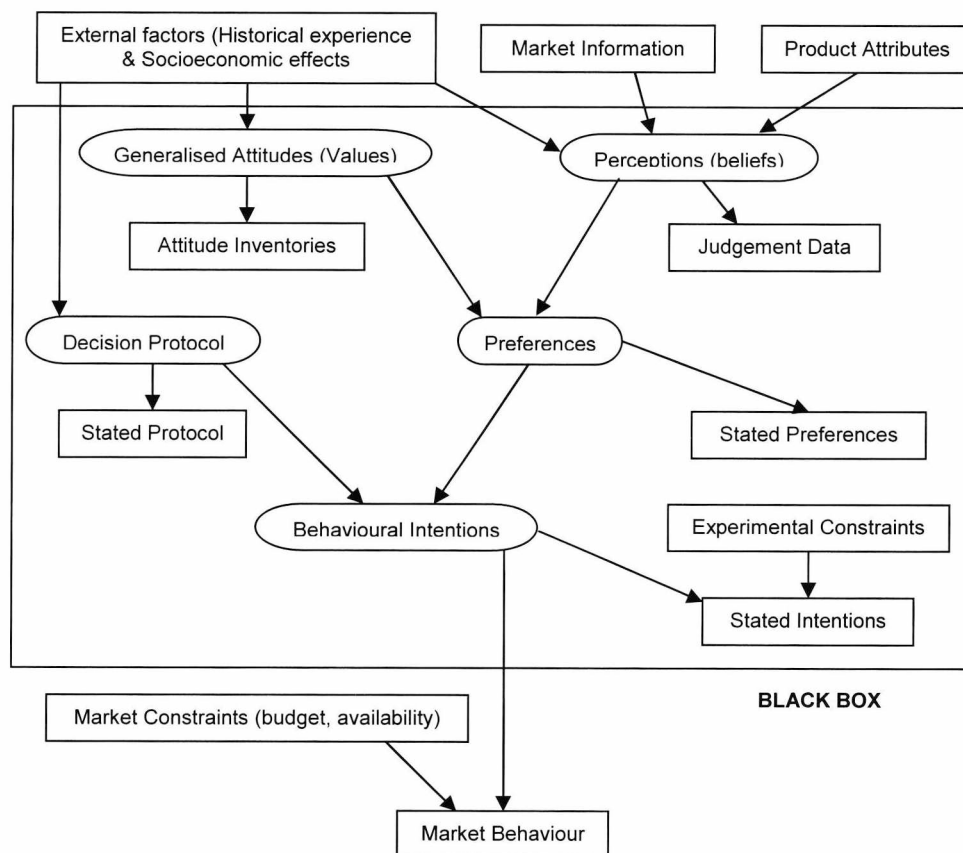 External factors (Historical experience
& Socioeconomic effects
Market Information
Product Attributes
Generalised Attitudes (Values)
Perceptions (beliefs)
Attitude Inventories
Judgement Data
Decision Protocol
Preferences
Stated Protocol
Stated Preferences
Behavioural Intentions
Experimental Constraints
Stated Intentions
BLACK BOX
Market Constraints (budget, availability)
Market Behaviour